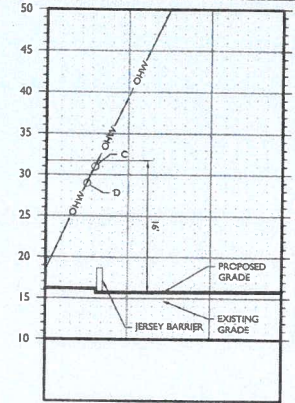 50
45
40
35
30
25
20
15
10
OHW
OHW
OHW
C
D
16'
PROPOSED
GRADE
JERSEY BARRIER
EXISTING
GRADE